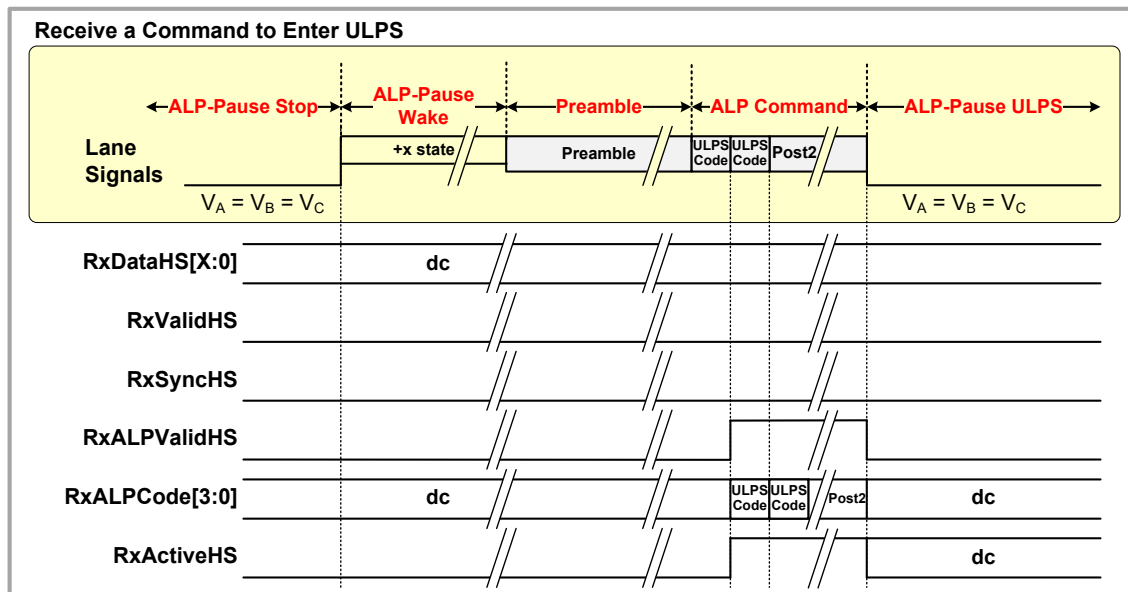 Receive a Command to Enter ULPS
ALP-Pause Stop
ALP-Pause
Wake
Preamble
ALP Command
ALP-Pause ULPS
Lane
Signals
+x state
Preamble
ULPS
Code
ULPS
Code
Post2
VA = VB = VC
VA = VB = VC
RxDataHS[X:0]
dc
RxValidHS
RxSyncHS
RxALPValidHS
RxALPCode[3:0]
dc
ULPS
Code
ULPS
Code
Post2
dc
RxActiveHS
dc